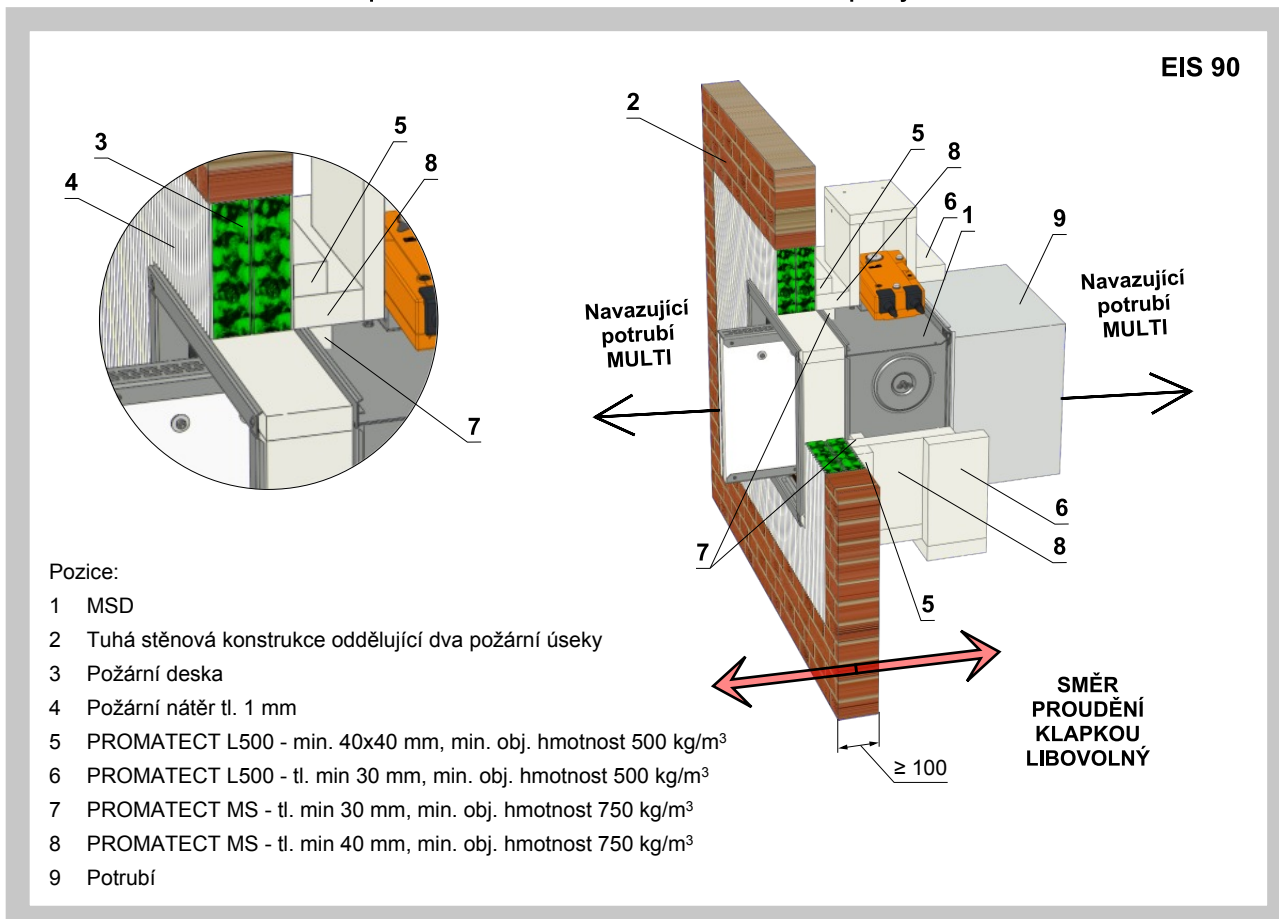 EIS 90
2
5
8
6
1
9
3
4
5
8
7
Navazující
potrubí
MULTI
Navazující
potrubí
MULTI
7
6
8
5
SMĚR
PROUDĚNÍ
KLAPKOU
LIBOVOLNÝ
≥ 100
Pozice:
1 MSD
2 Tuhá stěnová konstrukce oddělující dva požární úseky
3 Požární deska
4 Požární nátěr tl. 1 mm
5 PROMATECT L500 - min. 40x40 mm, min. obj. hmotnost 500 kg/m³
6 PROMATECT L500 - tl. min 30 mm, min. obj. hmotnost 500 kg/m³
7 PROMATECT MS - tl. min 30 mm, min. obj. hmotnost 750 kg/m³
8 PROMATECT MS - tl. min 40 mm, min. obj. hmotnost 750 kg/m³
9 Potrubí